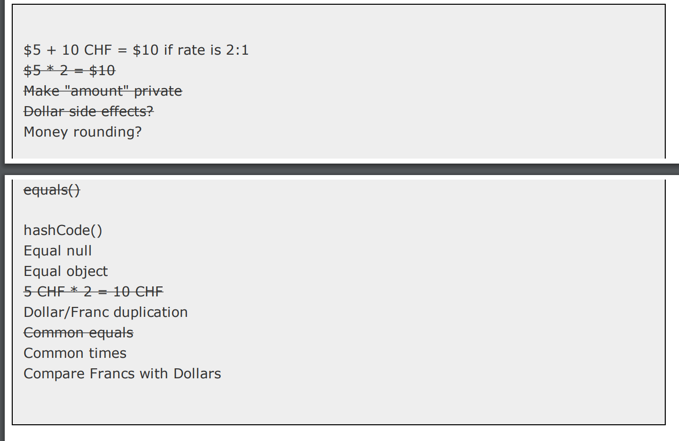 $5 + 10 CHF = $10 if rate is 2:1
$5 * 2 = $10
Make "amount" private
Dollar side effects?
Money rounding?
equals()
hashCode()
Equal null
Equal object
5 CHF * 2 = 10 CHF
Dollar/Franc duplication
Common equals
Common times
Compare Francs with Dollars